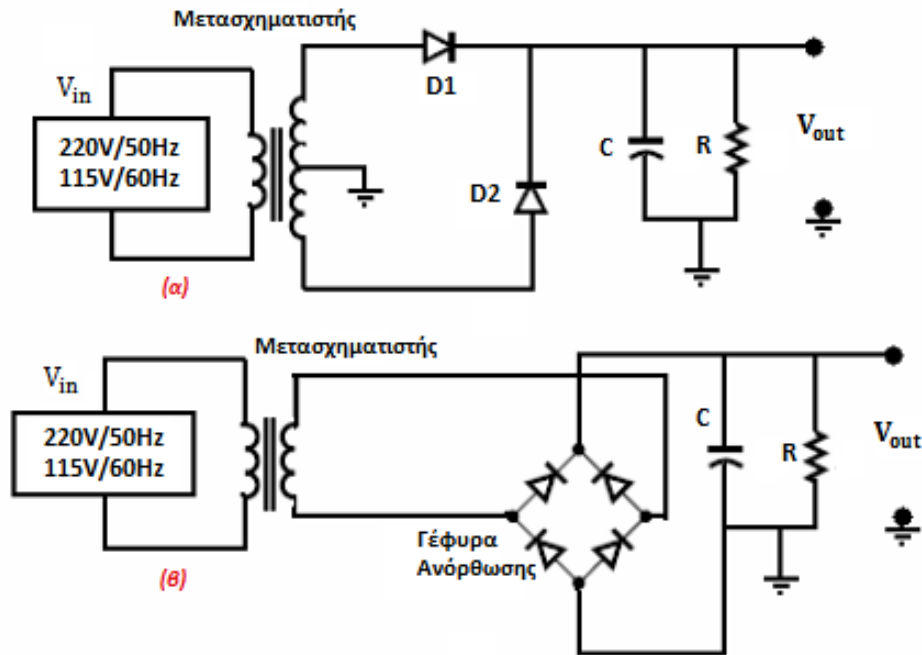 Μετασχηματιστής
V_in
220V/50Hz
115V/60Hz
D1
D2
C
R
V_out
(α)
Μετασχηματιστής
V_in
220V/50Hz
115V/60Hz
C
R
V_out
Γέφυρα
Ανόρθωσης
(β)